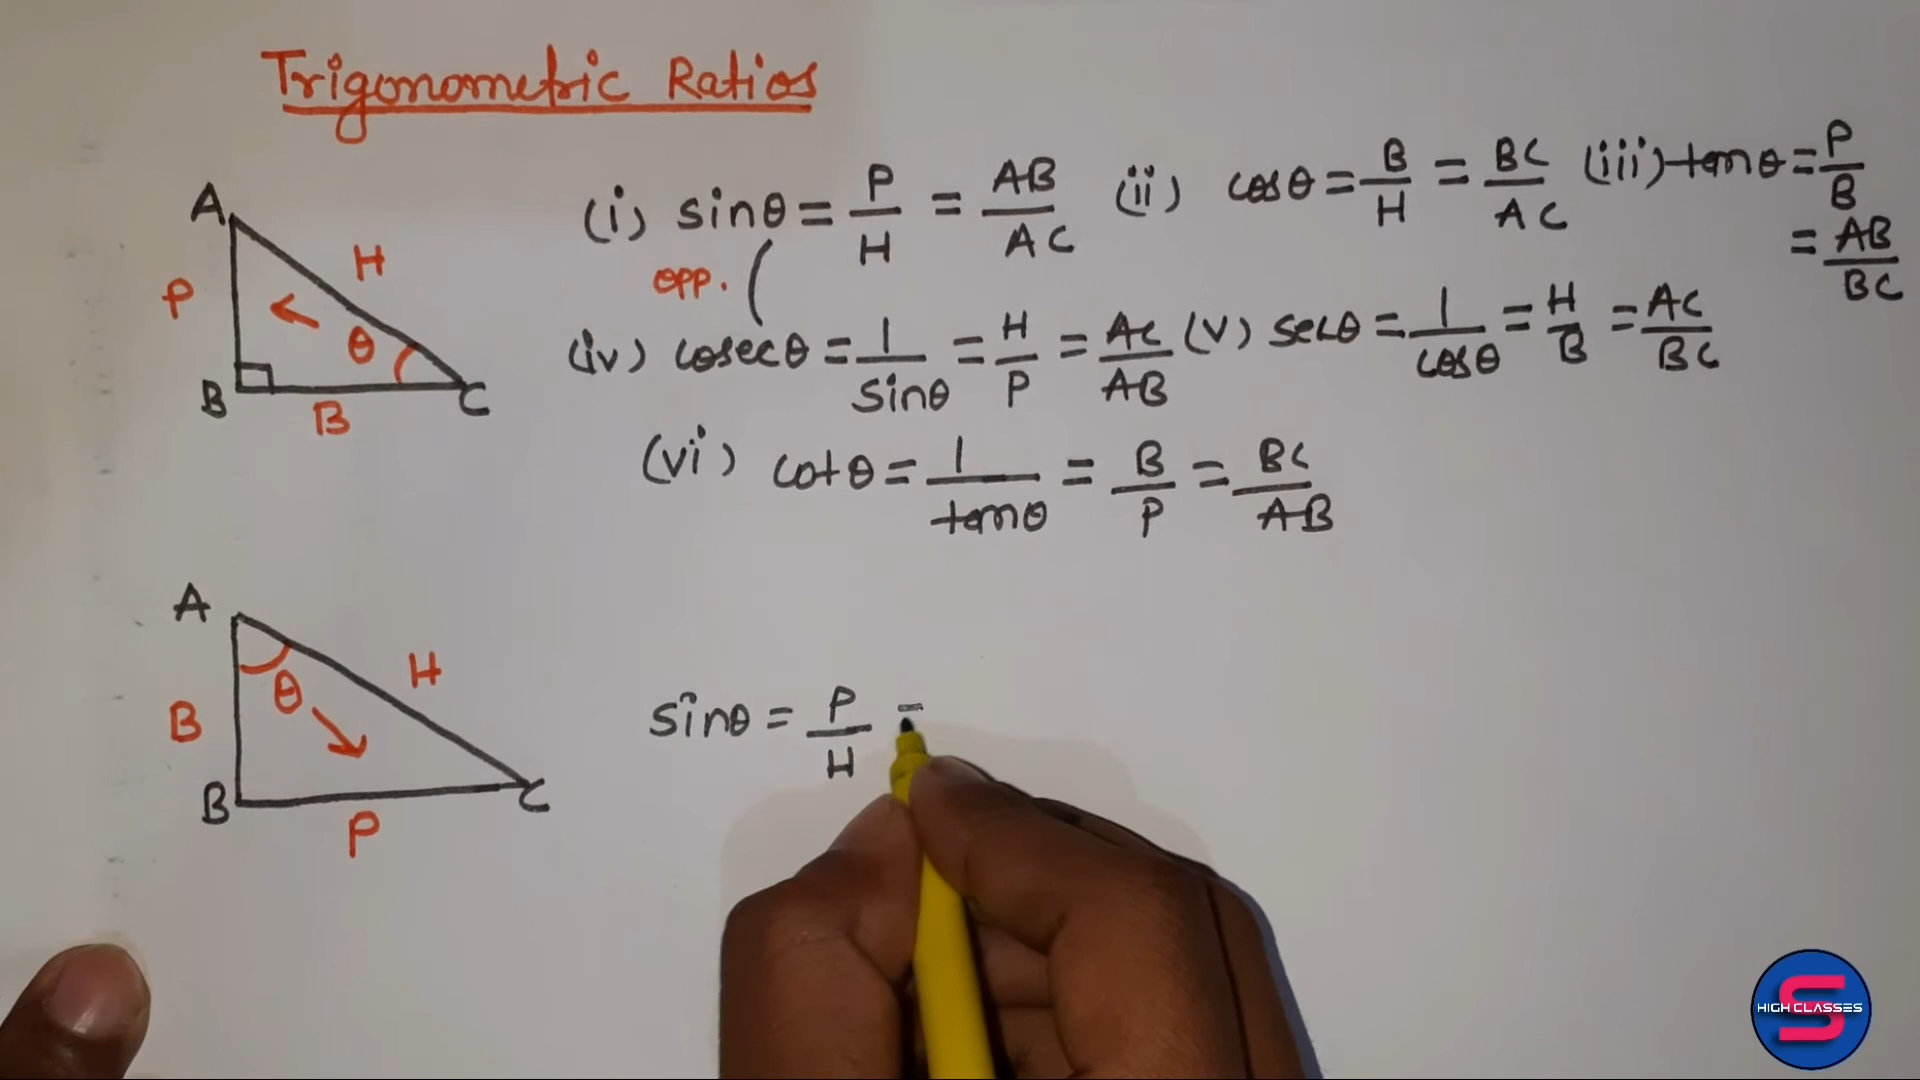 Trigonometric Ratios
A
P
H
θ
B
B
C
(i) sinθ = P/H = AB/AC (ii) cosθ = B/H = BC/AC (iii) tanθ = P/B
= AB/BC
opp.
(iv) cosecθ = 1/sinθ = H/P = AC/AB (v) secθ = 1/cosθ = H/B = AC/BC
(vi) cotθ = 1/tanθ = B/P = BC/AB
A
B
θ
H
B
P
C
sinθ = P/H =
S
HIGH CLASSES